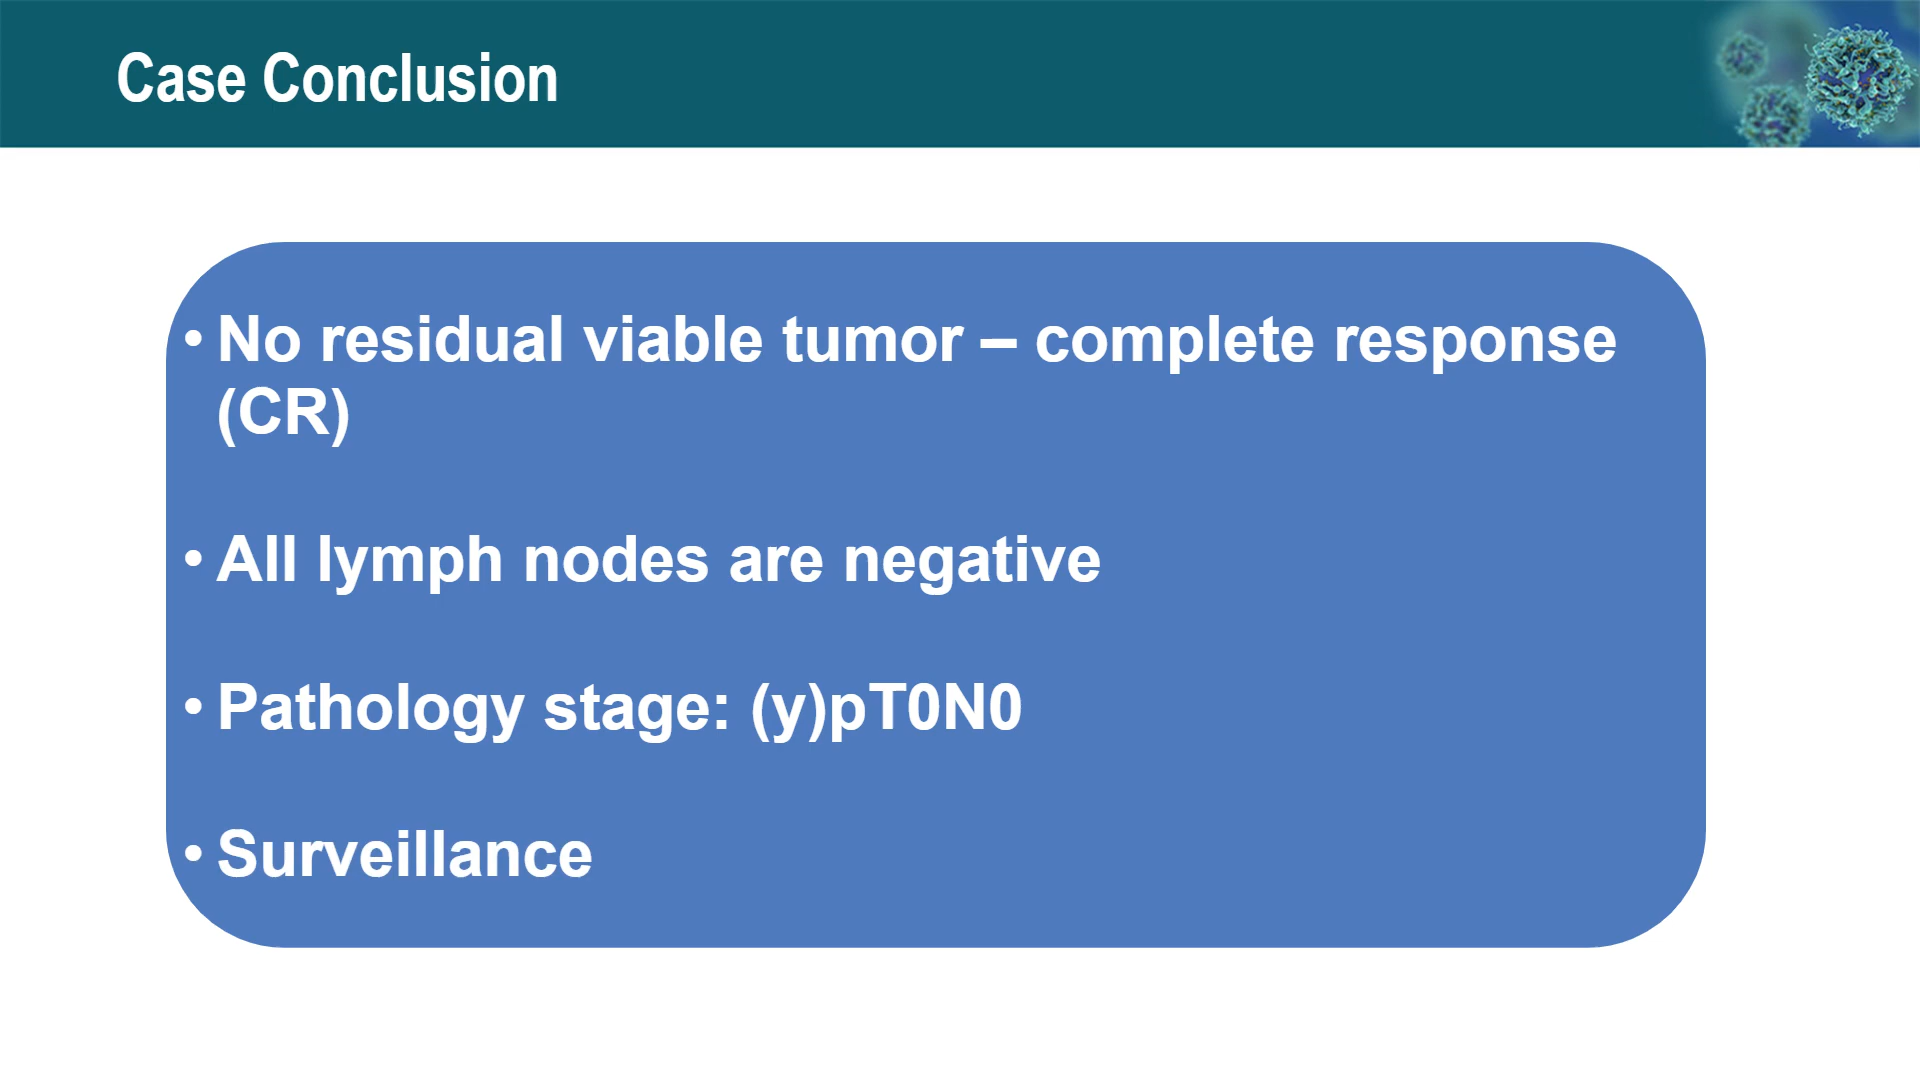 Case Conclusion
• No residual viable tumor – complete response
(CR)
• All lymph nodes are negative
• Pathology stage: (y)pT0N0
• Surveillance